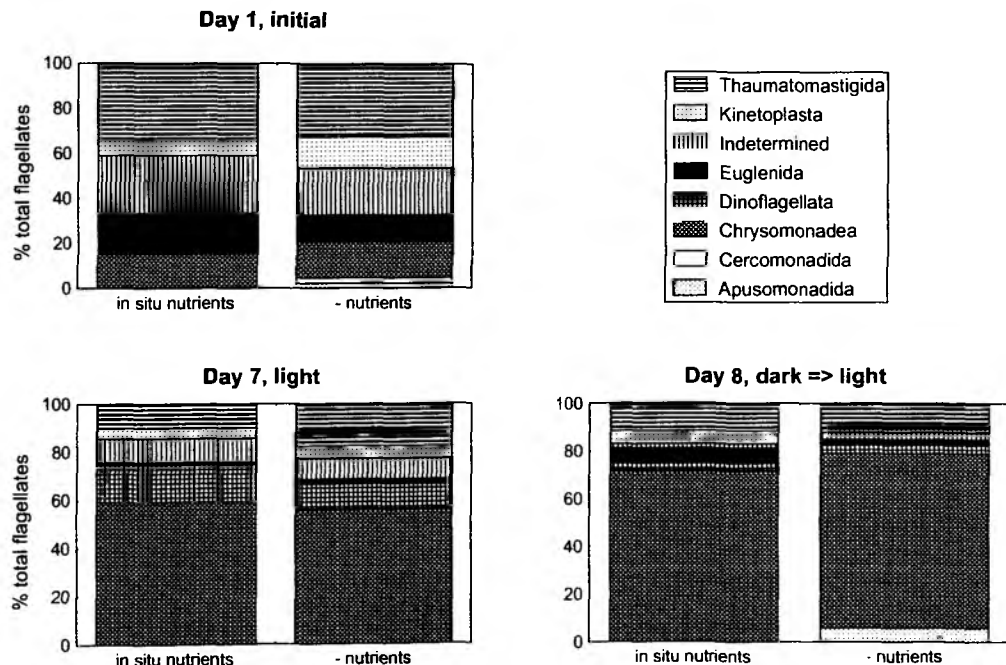 Day 1, initial
% total flagellates
100
80
60
40
20
0
in situ nutrients
- nutrients
Thaumatomastigida
Kinetoplasta
Indetermined
Euglenida
Dinoflagellata
Chrysomonadea
Cercomonadida
Apusomonadida
Day 7, light
% total flagellates
100
80
60
40
20
0
in situ nutrients
- nutrients
Day 8, dark => light
100
80
60
40
20
0
in situ nutrients
- nutrients